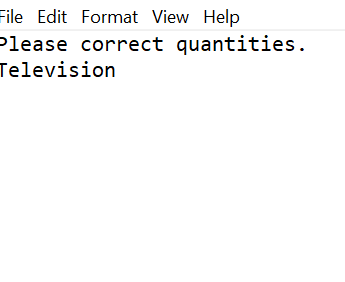 File Edit Format View Help
Please correct quantities.
Television